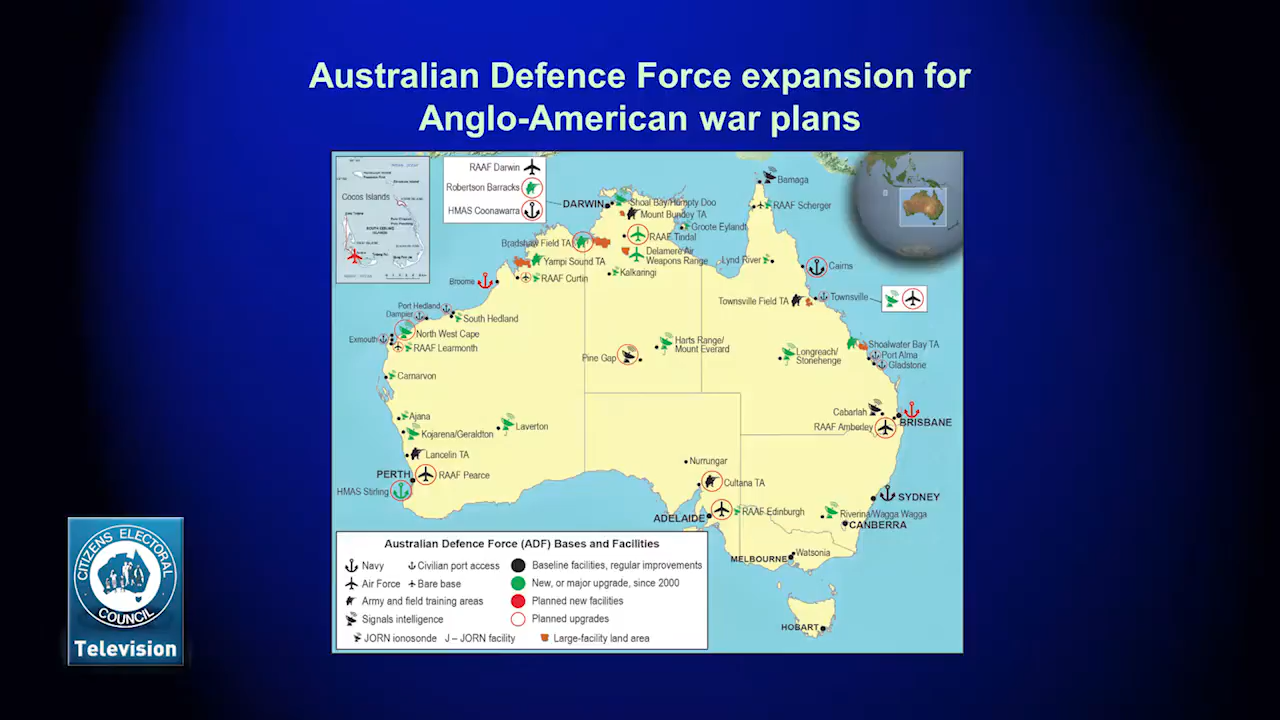 Australian Defence Force expansion for
Anglo-American war plans
Cocos Islands
RAAF Darwin
Robertson Barracks
HMAS Coonawarra
DARWIN
Shoal Bay/Humpty Doo
Mount Bundey TA
Bamaga
RAAF Scherger
Groote Eylandt
RAAF Tindal
Bradshaw Field TA
Delamere Air
Weapons Range
Yampi Sound TA
Kalkaringi
Lynd River
Cairns
RAAF Curtin
Broome
Townsville Field TA
Townsville
Port Hedland
Dampier
South Hedland
Exmouth
North West Cape
RAAF Learmonth
Harts Range/
Mount Everard
Pine Gap
Longreach/
Stonehenge
Shoalwater Bay TA
Port Alma
Gladstone
Carnarvon
Ajana
Kojarena/Geraldton
Laverton
Cabarlah
BRISBANE
RAAF Amberley
Lancelin TA
PERTH
RAAF Pearce
HMAS Stirling
Nurrungar
Cultana TA
SYDNEY
ADELAIDE
RAAF Edinburgh
Riverina/Wagga Wagga
CANBERRA
MELBOURNE
Watsonia
HOBART
Australian Defence Force (ADF) Bases and Facilities
Navy
Civilian port access
Baseline facilities, regular improvements
Air Force
Bare base
New, or major upgrade, since 2000
Army and field training areas
Planned new facilities
Signals intelligence
Planned upgrades
JORN ionosonde
J – JORN facility
Large-facility land area
CITIZENS ELECTORAL
COUNCIL
Television